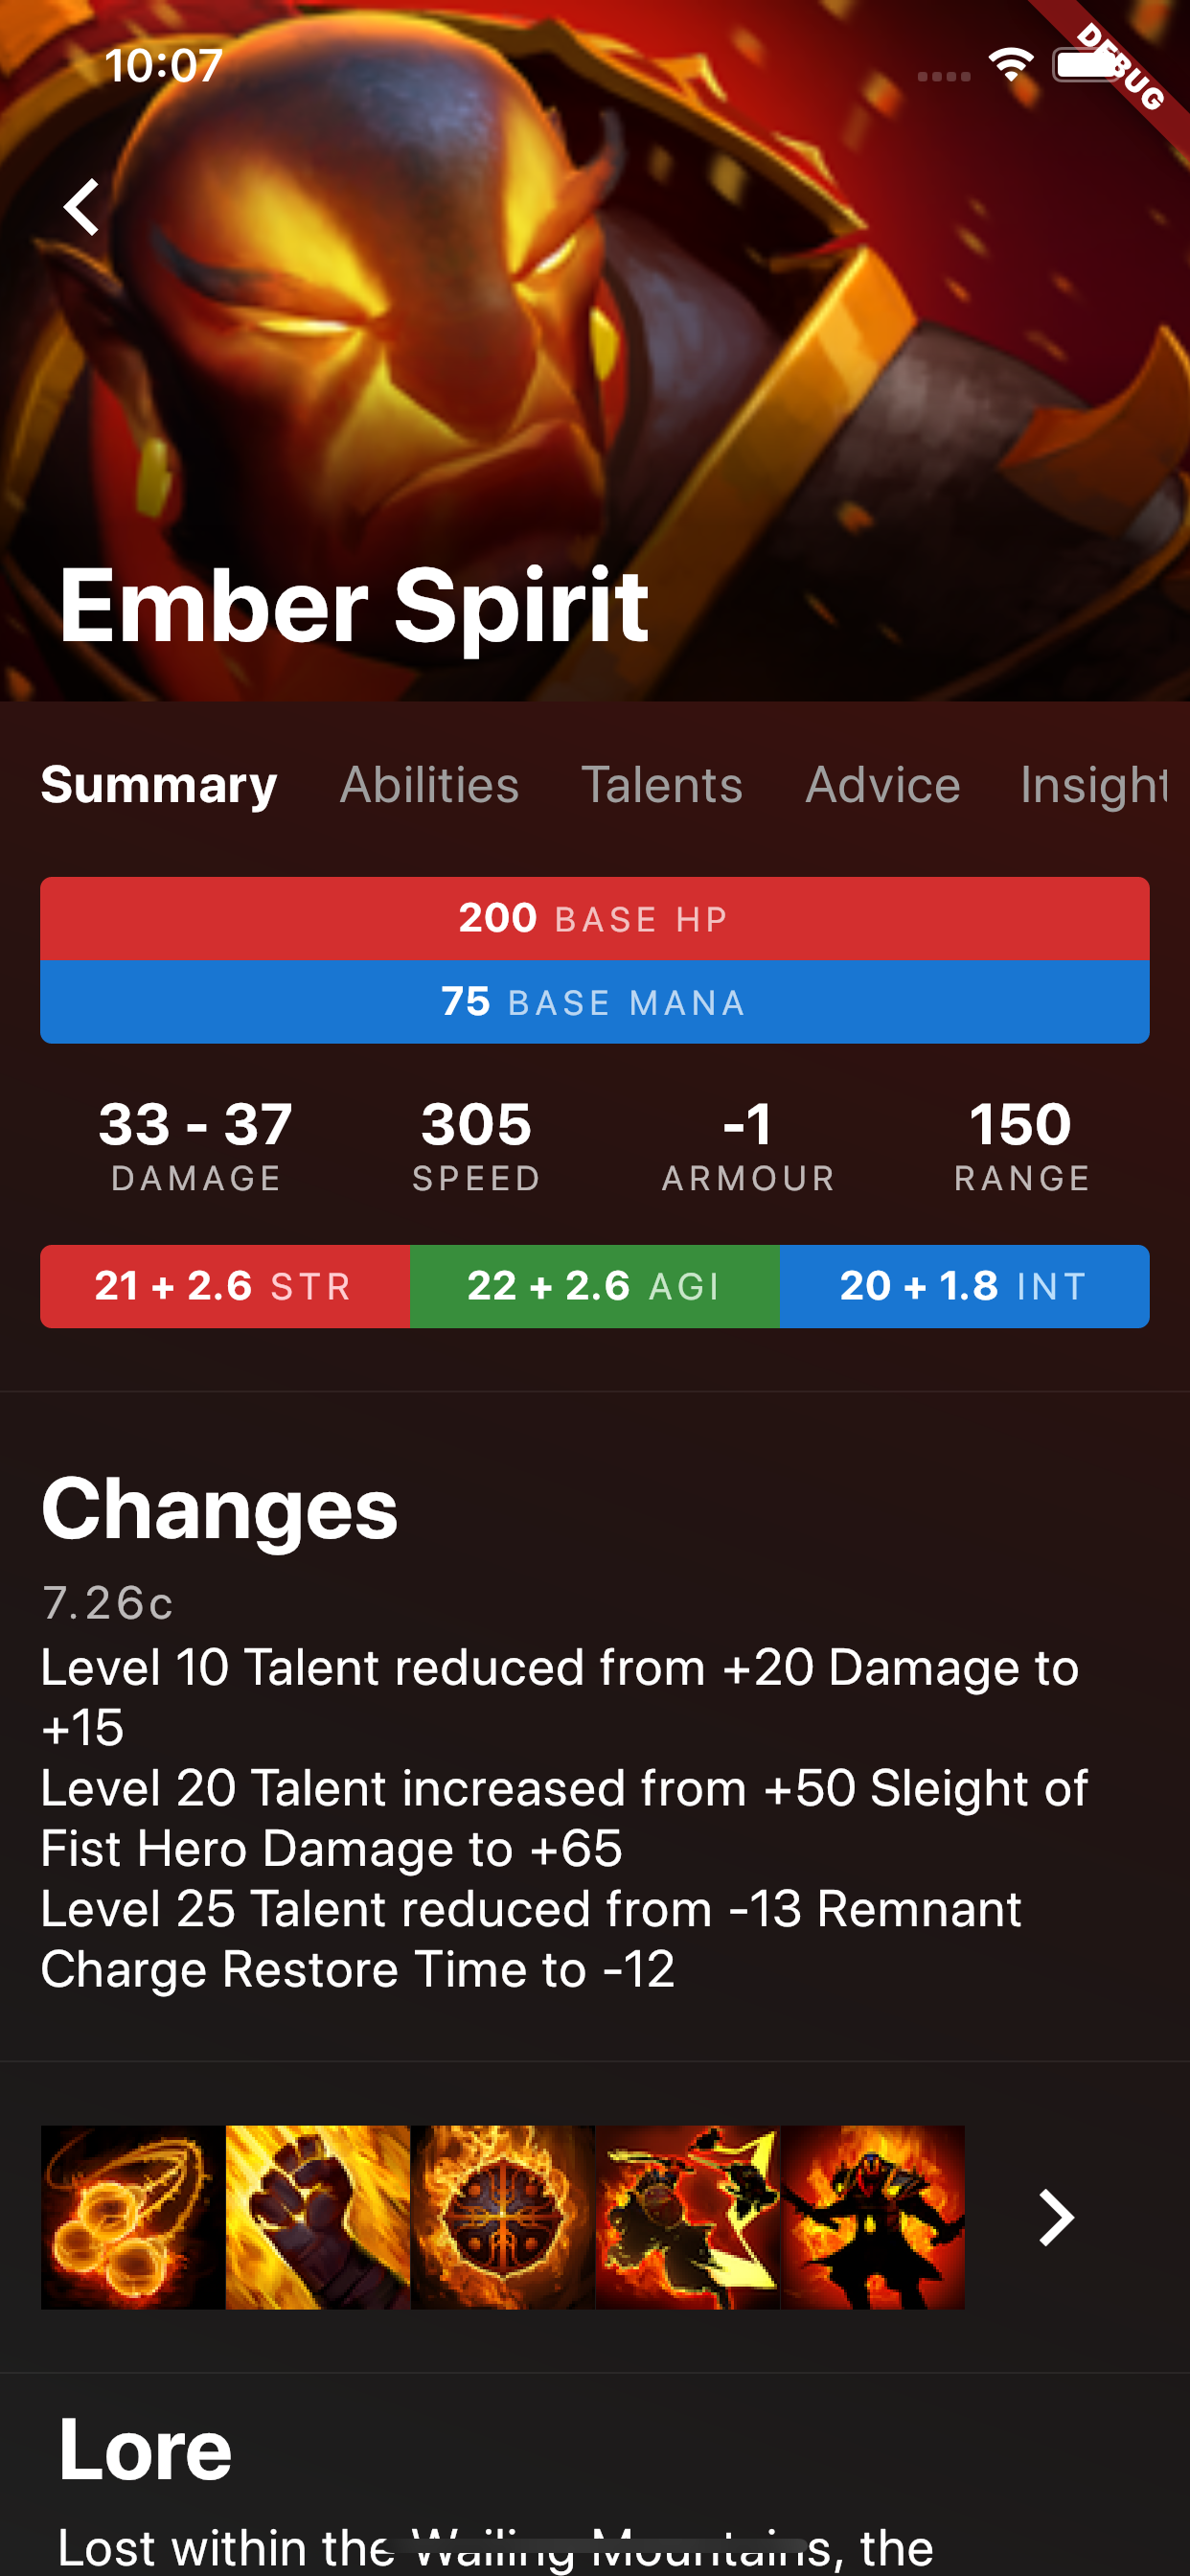 10:07
DEBUG
Ember Spirit
Summary Abilities Talents Advice Insight
200 BASE HP
75 BASE MANA
33 - 37 305 -1 150
DAMAGE SPEED ARMOUR RANGE
21 + 2.6 STR 22 + 2.6 AGI 20 + 1.8 INT
Changes
7.26c
Level 10 Talent reduced from +20 Damage to
+15
Level 20 Talent increased from +50 Sleight of
Fist Hero Damage to +65
Level 25 Talent reduced from -13 Remnant
Charge Restore Time to -12
Lore
Lost within the Wailing Mountains, the